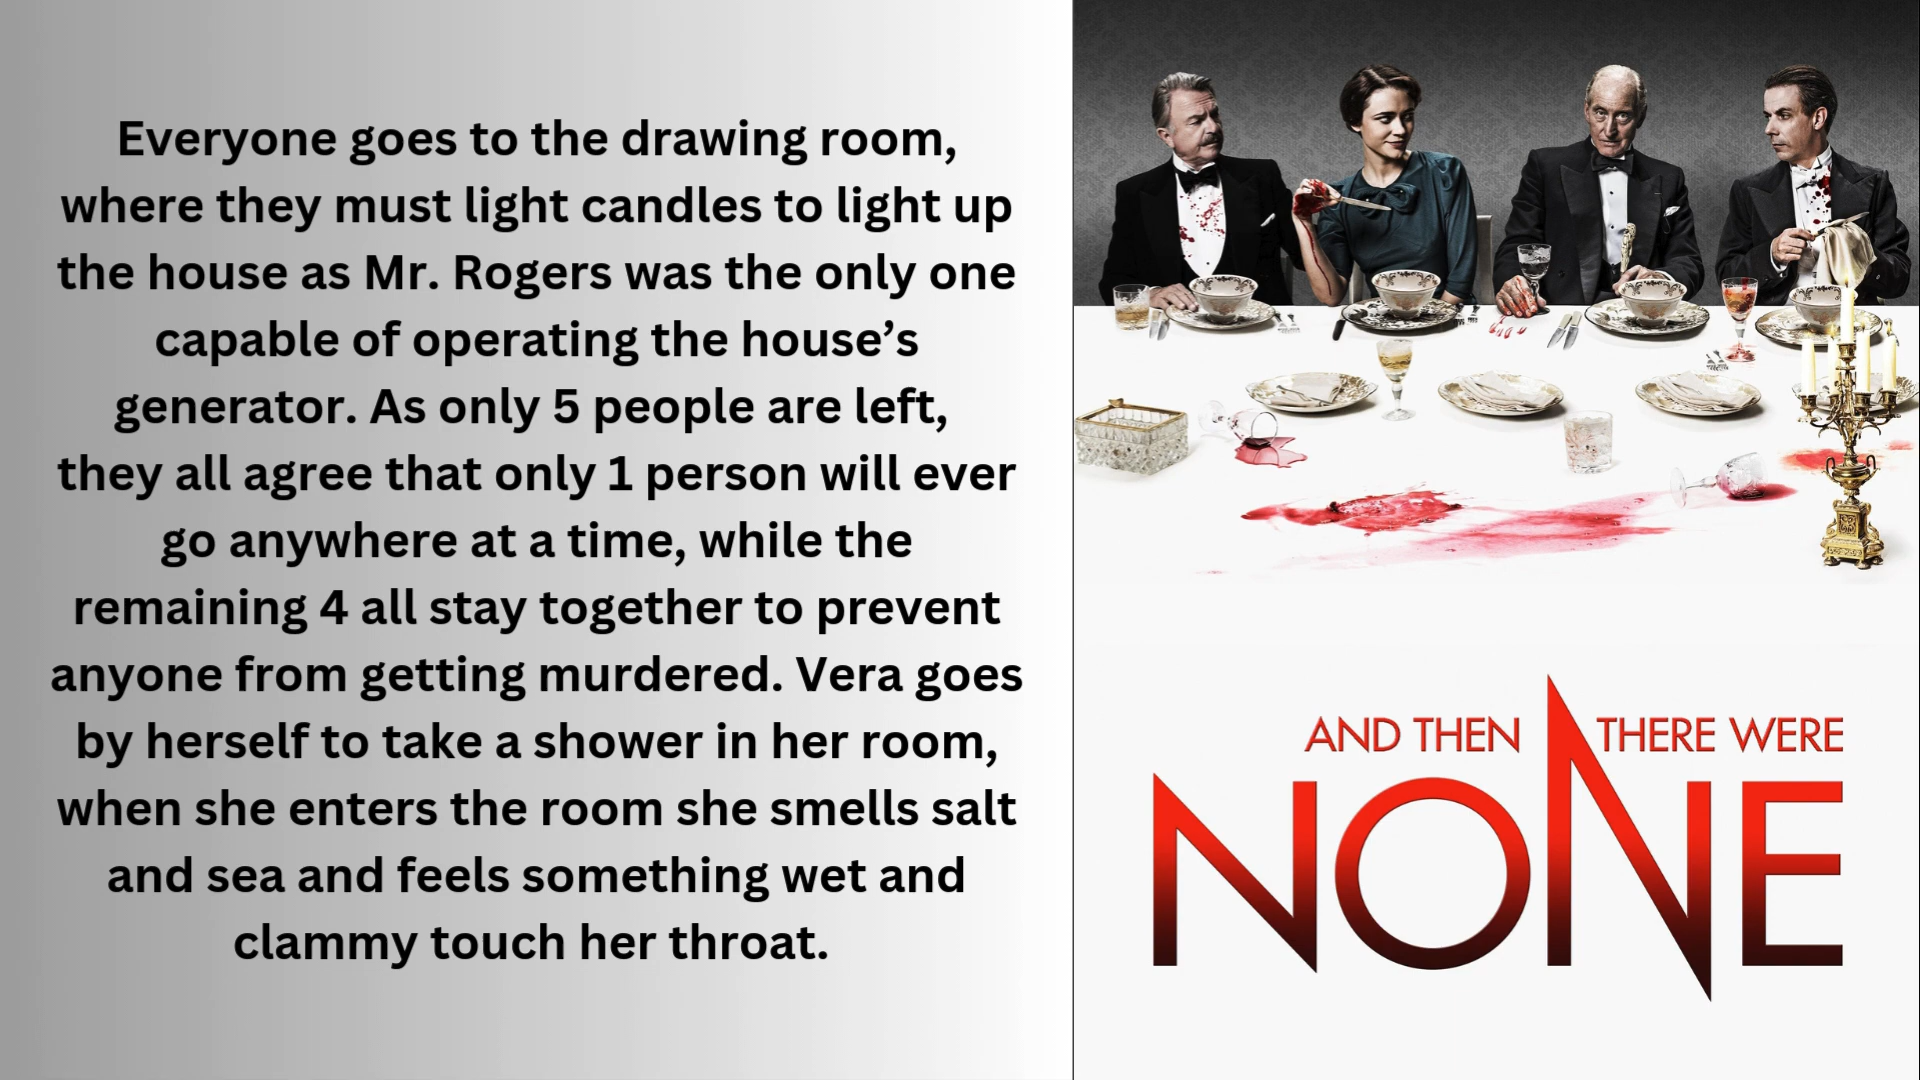 Everyone goes to the drawing room,
where they must light candles to light up
the house as Mr. Rogers was the only one
capable of operating the house’s
generator. As only 5 people are left,
they all agree that only 1 person will ever
go anywhere at a time, while the
remaining 4 all stay together to prevent
anyone from getting murdered. Vera goes
by herself to take a shower in her room,
when she enters the room she smells salt
and sea and feels something wet and
clammy touch her throat.
AND THEN THERE WERE
NONE